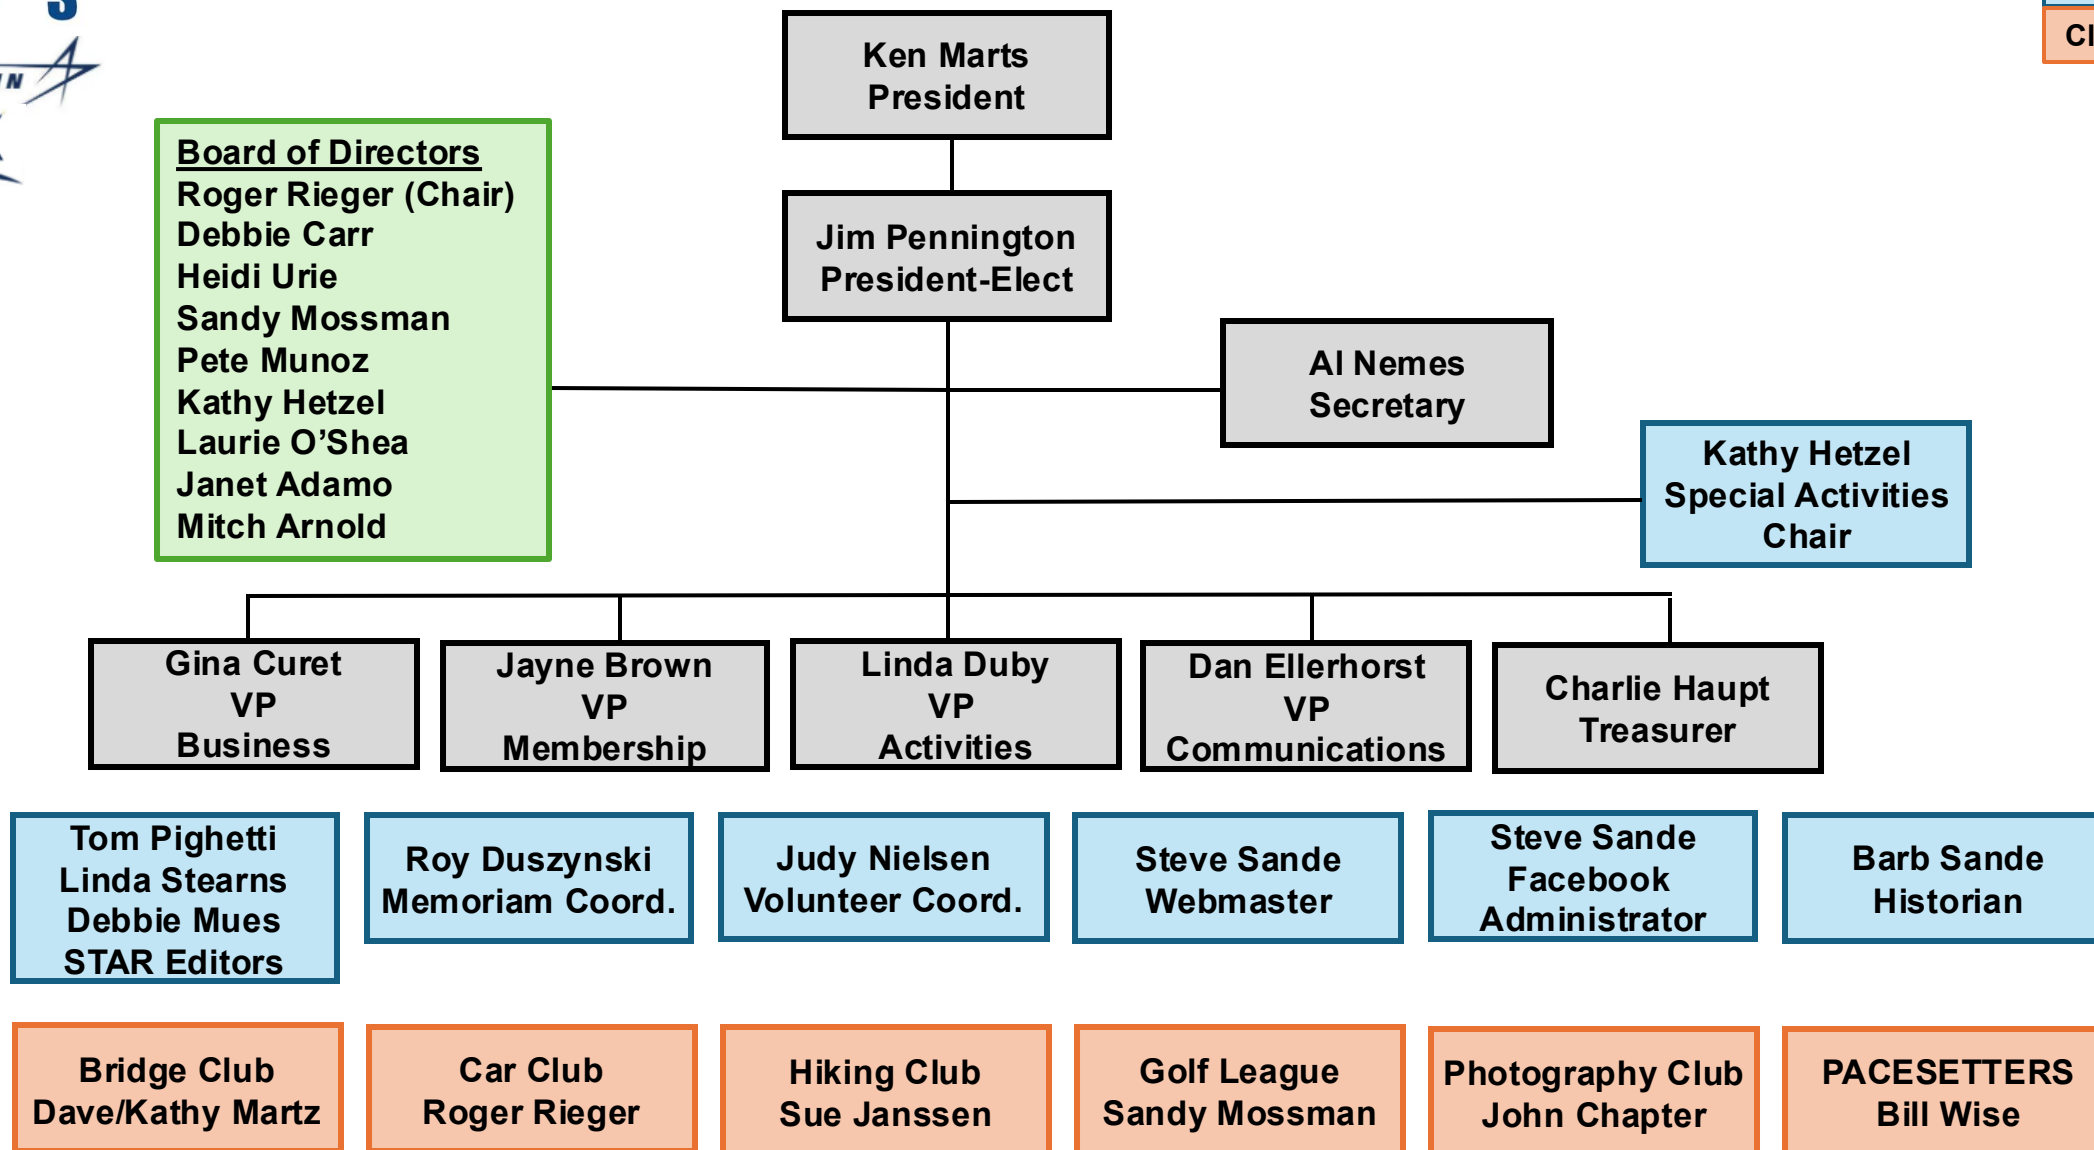 Ken Marts
President
Board of Directors
Roger Rieger (Chair)
Debbie Carr
Heidi Urie
Sandy Mossman
Pete Munoz
Kathy Hetzel
Laurie O’Shea
Janet Adamo
Mitch Arnold
Jim Pennington
President-Elect
Al Nemes
Secretary
Kathy Hetzel
Special Activities
Chair
Gina Curet
VP
Business
Jayne Brown
VP
Membership
Linda Duby
VP
Activities
Dan Ellerhorst
VP
Communications
Charlie Haupt
Treasurer
Tom Pighetti
Linda Stearns
Debbie Mues
STAR Editors
Roy Duszynski
Memoriam Coord.
Judy Nielsen
Volunteer Coord.
Steve Sande
Webmaster
Steve Sande
Facebook
Administrator
Barb Sande
Historian
Bridge Club
Dave/Kathy Martz
Car Club
Roger Rieger
Hiking Club
Sue Janssen
Golf League
Sandy Mossman
Photography Club
John Chapter
PACESETTERS
Bill Wise